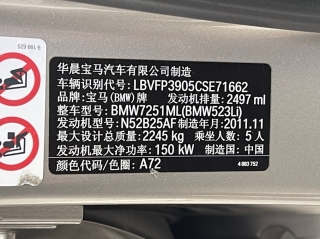 华晨宝马汽车有限公司制造
车辆识别代号: LBVFP3905CSE71662
品牌: 宝马(BMW)牌 发动机排量: 2497 ml
整车型号: BMW7251ML(BMW523Li)
发动机型号: N52B25AF 制造年月: 2011.11
最大总质量: 2245 kg 乘坐人数: 5 人
发动机最大净功率: 150 kW 制造国: 中国
颜色代码/色圈: A72
4 883 752